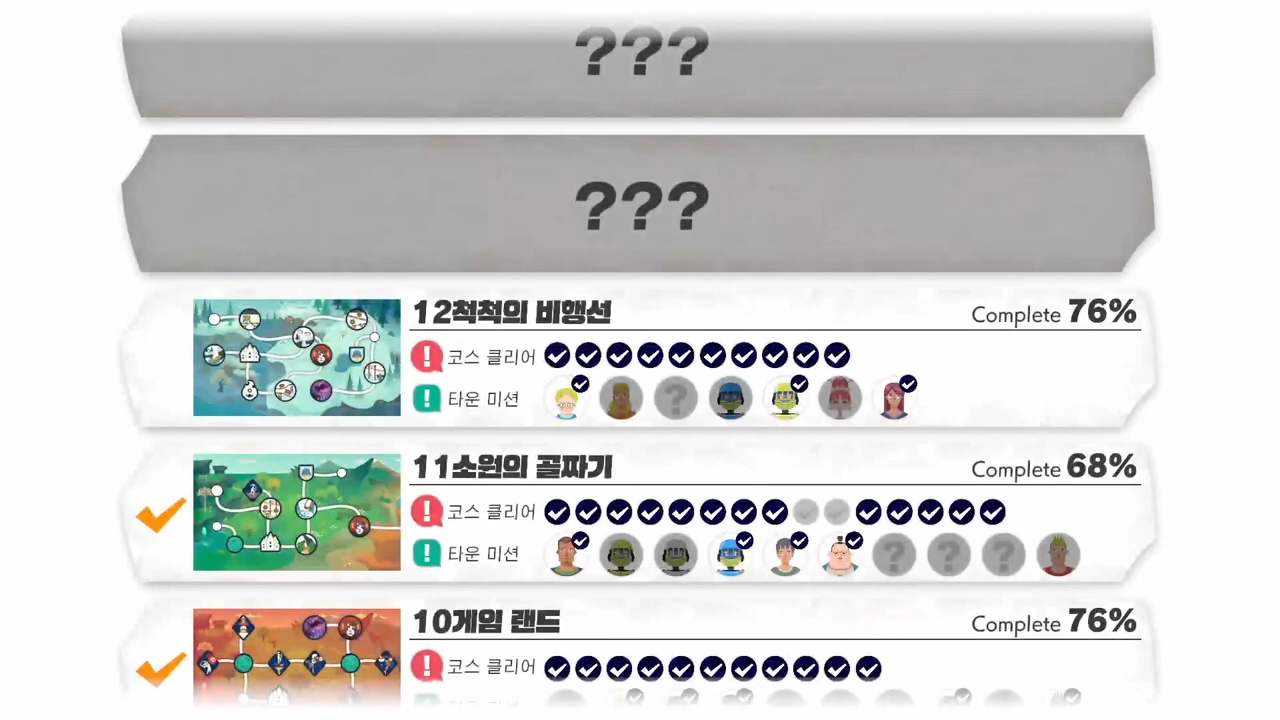 ???
???
12척척의 비행선
Complete 76%
! 코스 클리어
! 타운 미션
?
11소원의 골짜기
Complete 68%
! 코스 클리어
! 타운 미션
? ? ?
10게임 랜드
Complete 76%
! 코스 클리어